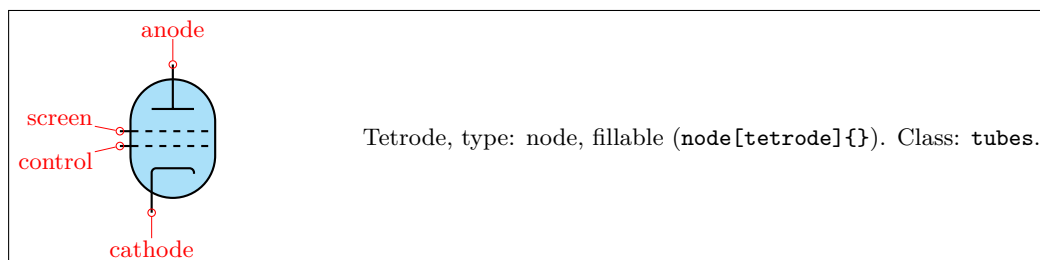 anode
screen
Tetrode, type: node, fillable (node[tetrode]{}). Class: tubes.
control
cathode